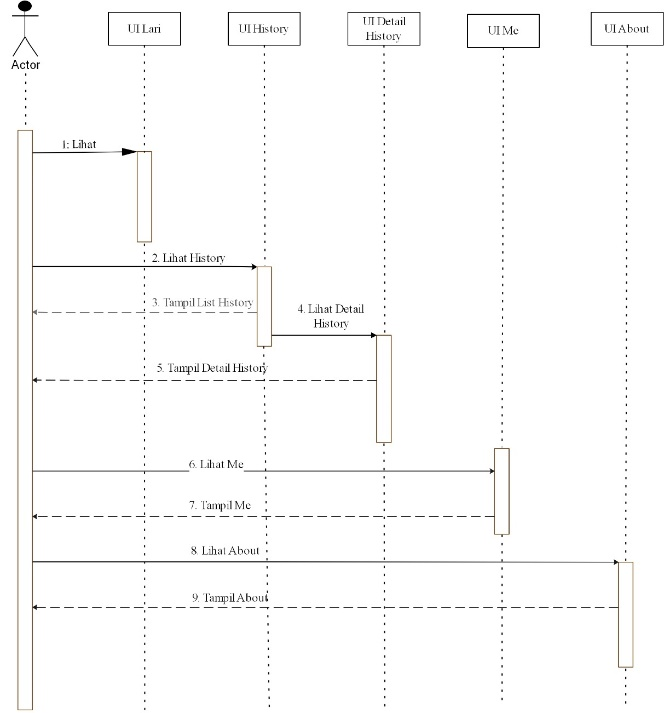 UI Lari
UI History
UI Detail
History
UI Me
UI About
Actor
1: Lihat
2. Lihat History
3. Tampil List History
4. Lihat Detail
History
5. Tampil Detail History
6. Lihat Me
7. Tampil Me
8. Lihat About
9. Tampil About